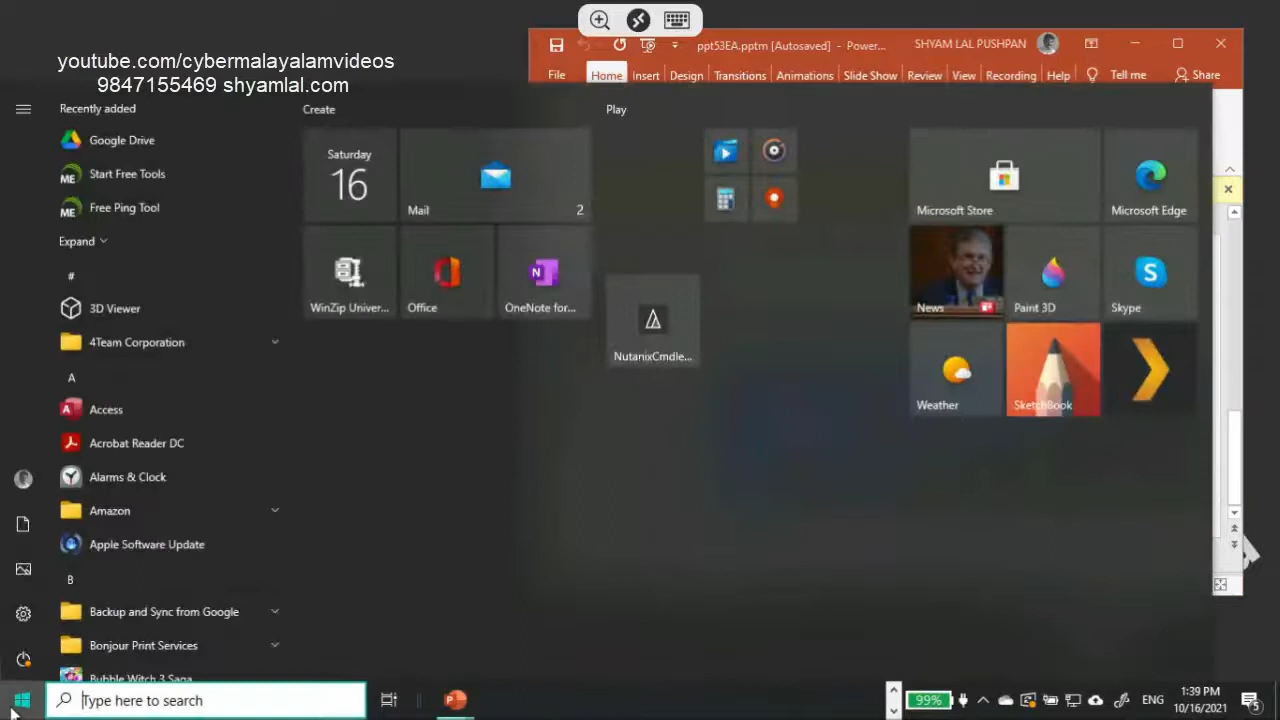 ppt53EA.pptm [Autosaved] - Power...
SHYAM LAL PUSHPAN
youtube.com/cybermalayalamvideos
9847155469 shyamlal.com
File
Home
Insert
Design
Transitions
Animations
Slide Show
Review
View
Recording
Help
Tell me
Share
Recently added
Create
Play
Google Drive
Start Free Tools
Free Ping Tool
Expand
#
3D Viewer
4Team Corporation
A
Access
Acrobat Reader DC
Alarms & Clock
Amazon
Apple Software Update
B
Backup and Sync from Google
Bonjour Print Services
Bubble Witch 3 Saga
Saturday
16
Mail
2
WinZip Univer...
Office
OneNote for...
NutanixCmdle...
Microsoft Store
Microsoft Edge
News
Paint 3D
Skype
Weather
SketchBook
Type here to search
99%
ENG
1:39 PM
10/16/2021
5